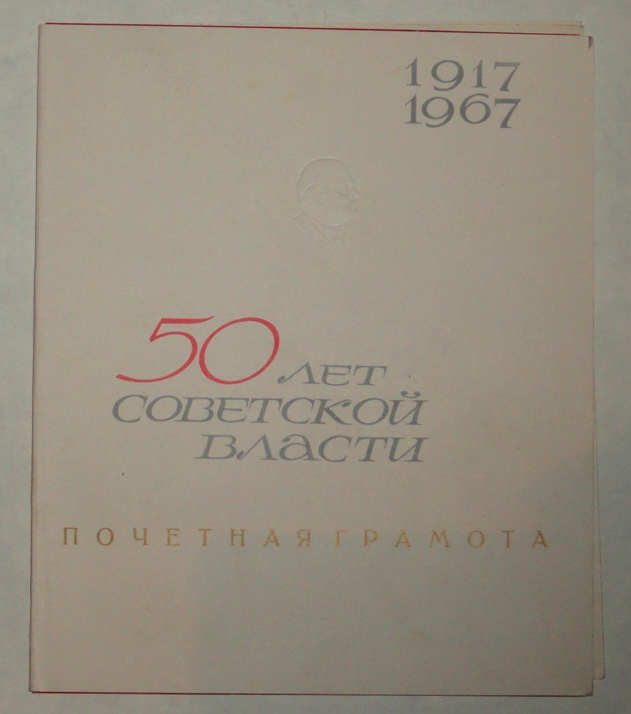 1917
1967
50 ЛЕТ
СОВЕТСКОЙ
ВЛАСТИ
ПОЧЕТНАЯ ГРАМОТА